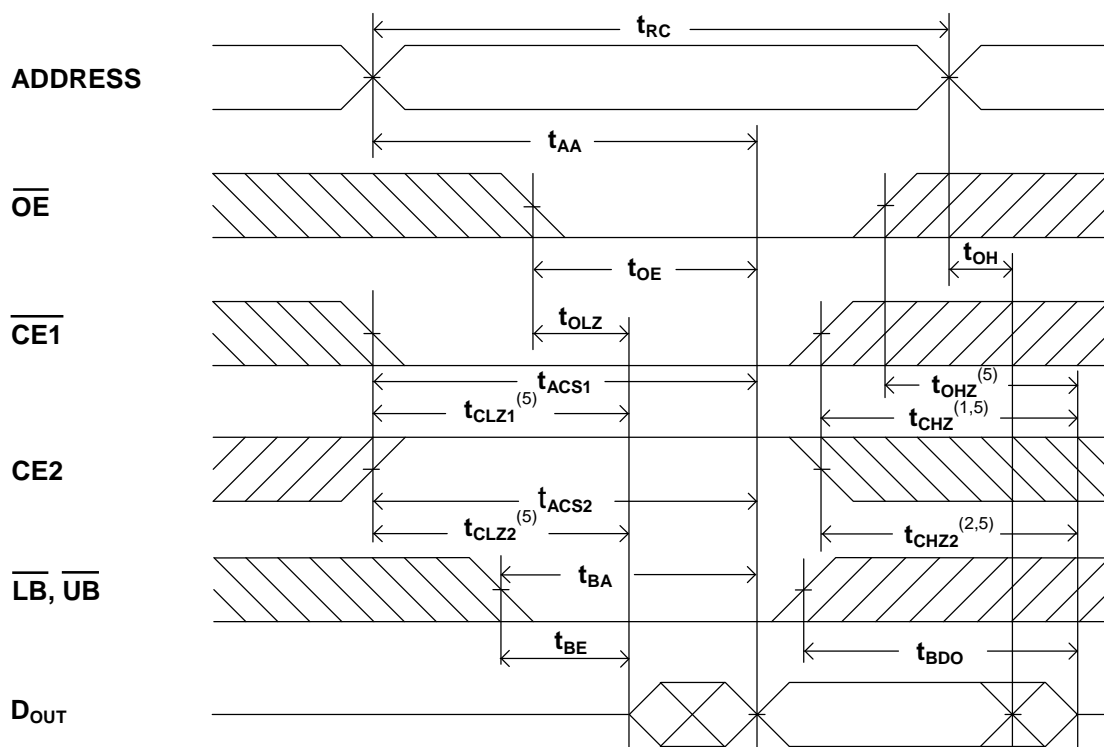 tRC
ADDRESS
tAA
OE
tOE
tOH
CE1
tOLZ
tACS1
tOHZ(5)
tCLZ1(5)
tCHZ(1,5)
CE2
tACS2
tCLZ2(5)
tCHZ2(2,5)
LB, UB
tBA
tBE
tBDO
DOUT